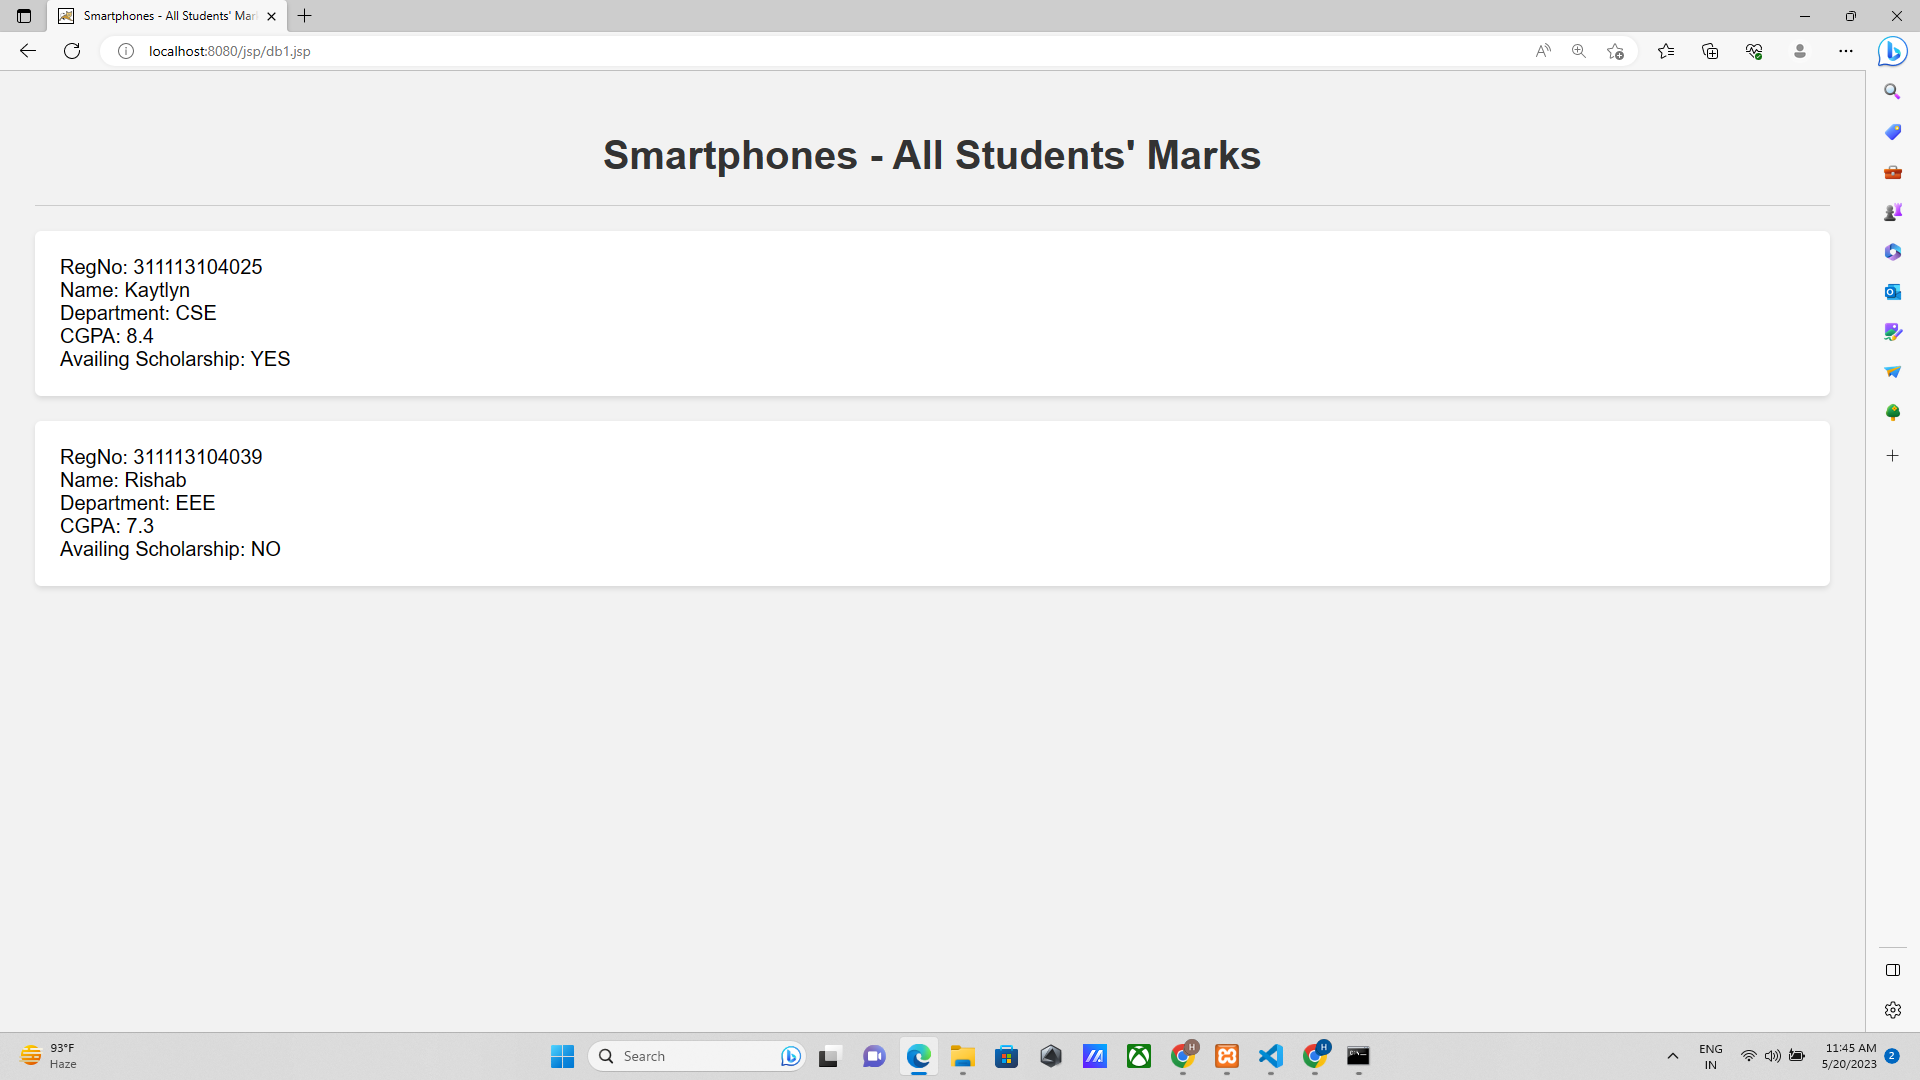 Smartphones - All Students' Mar
localhost:8080/jsp/db1.jsp
Smartphones - All Students' Marks
RegNo: 311113104025
Name: Kaytlyn
Department: CSE
CGPA: 8.4
Availing Scholarship: YES
RegNo: 311113104039
Name: Rishab
Department: EEE
CGPA: 7.3
Availing Scholarship: NO
93°F
Haze
Search
H
H
ENG
IN
11:45 AM
5/20/2023
2